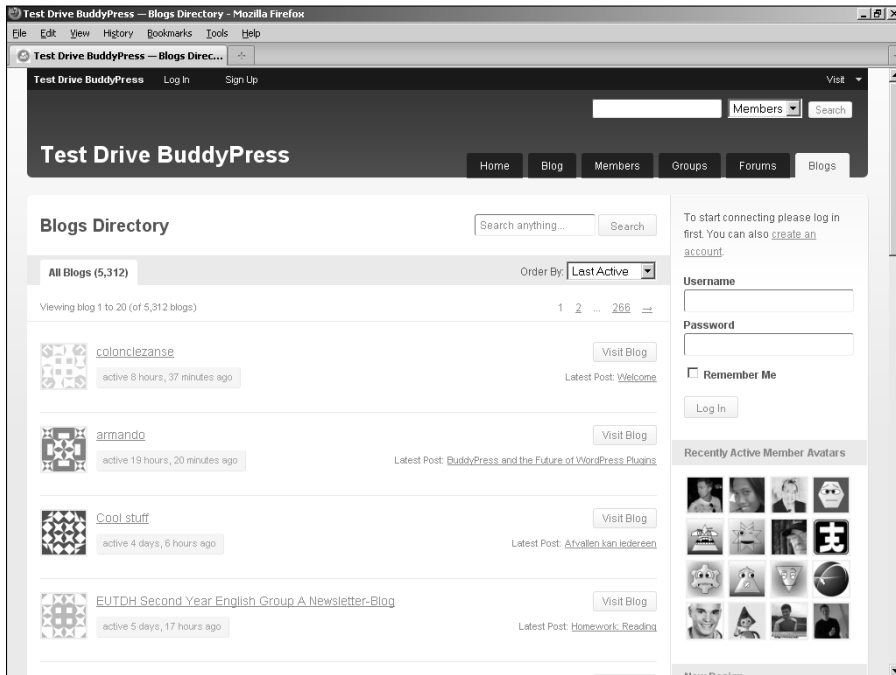 Test Drive BuddyPress — Blogs Directory - Mozilla Firefox
File Edit View History Bookmarks Tools Help
Test Drive BuddyPress — Blogs Direc...
Test Drive BuddyPress Log In Sign Up Visit
Members Search
Test Drive BuddyPress
Home Blog Members Groups Forums Blogs
Blogs Directory
Search anything... Search
All Blogs (5,312)
Order By: Last Active
Viewing blog 1 to 20 (of 5,312 blogs)
1 2 ... 266 →
colonclezanse
Visit Blog
active 8 hours, 37 minutes ago
Latest Post: Welcome
armando
Visit Blog
active 19 hours, 20 minutes ago
Latest Post: BuddyPress and the Future of WordPress Plugins
Cool stuff
Visit Blog
active 4 days, 6 hours ago
Latest Post: Afvallen kan iedereen
EUTDH Second Year English Group A Newsletter-Blog
Visit Blog
active 5 days, 17 hours ago
Latest Post: Homework: Reading
To start connecting please log in
first. You can also create an
account.
Username
Password
Remember Me
Log In
Recently Active Member Avatars